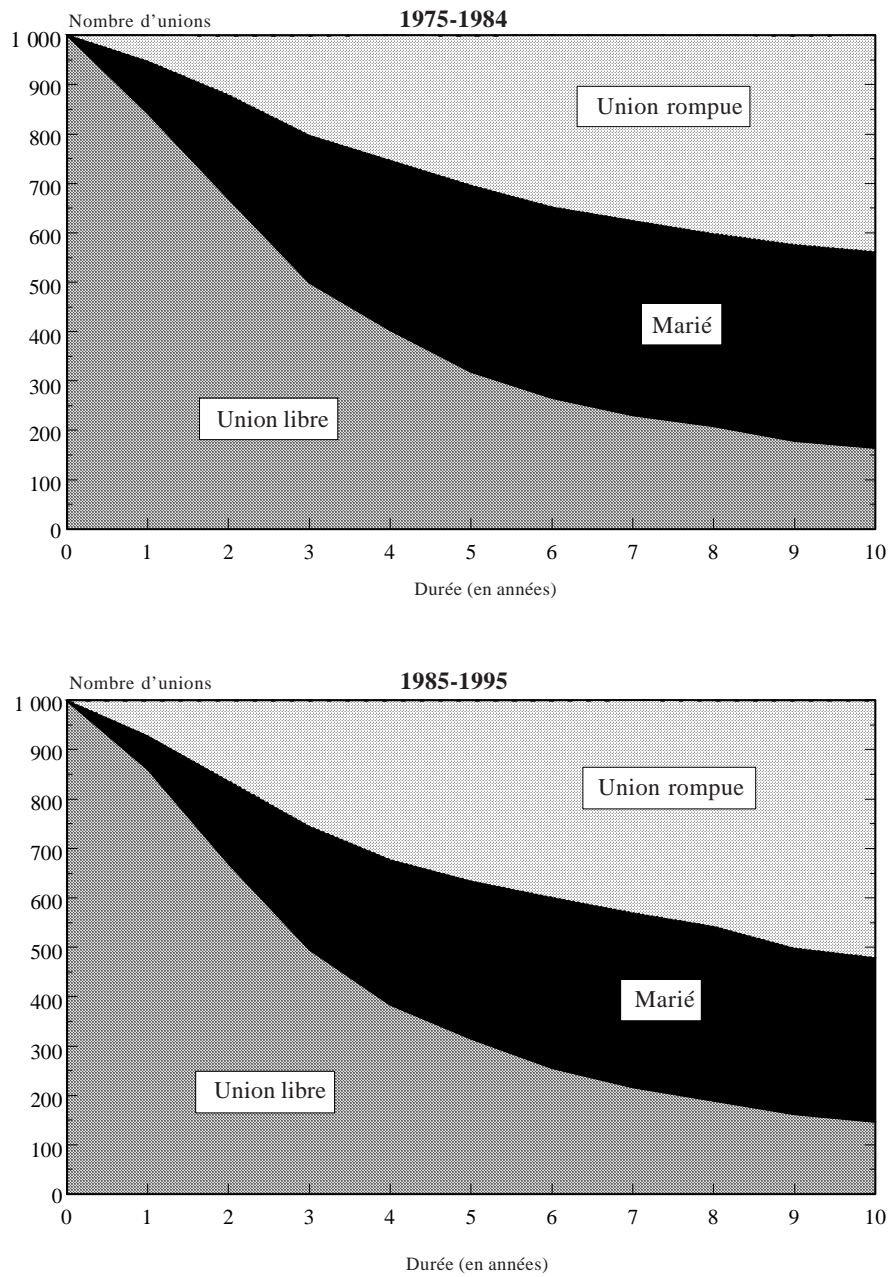 Nombre d’unions
1975-1984
1 000
900
800
700
600
500
400
300
200
100
0
Union rompue
Marié
Union libre
0 1 2 3 4 5 6 7 8 9 10
Durée (en années)
Nombre d’unions
1985-1995
1 000
900
800
700
600
500
400
300
200
100
0
Union rompue
Marié
Union libre
0 1 2 3 4 5 6 7 8 9 10
Durée (en années)